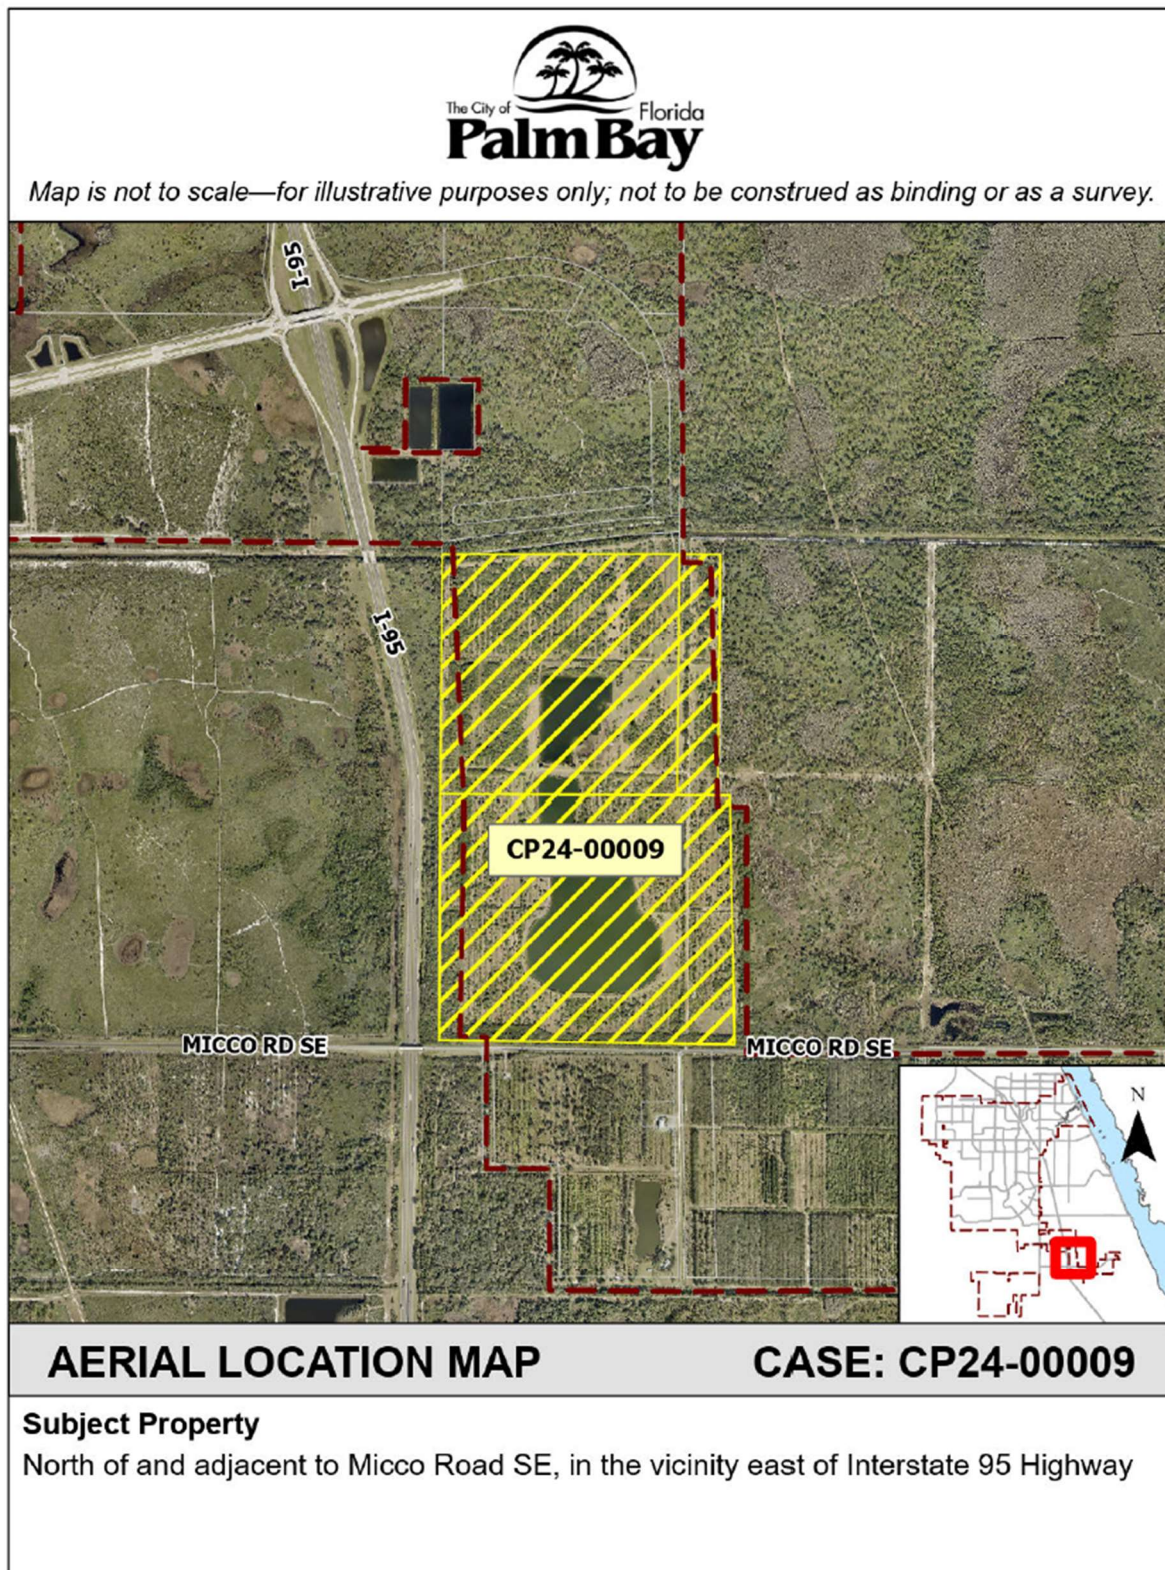 The City of Florida
Palm Bay
Map is not to scale—for illustrative purposes only; not to be construed as binding or as a survey.
I-95
I-95
CP24-00009
MICCO RD SE
MICCO RD SE
N
AERIAL LOCATION MAP CASE: CP24-00009
Subject Property
North of and adjacent to Micco Road SE, in the vicinity east of Interstate 95 Highway